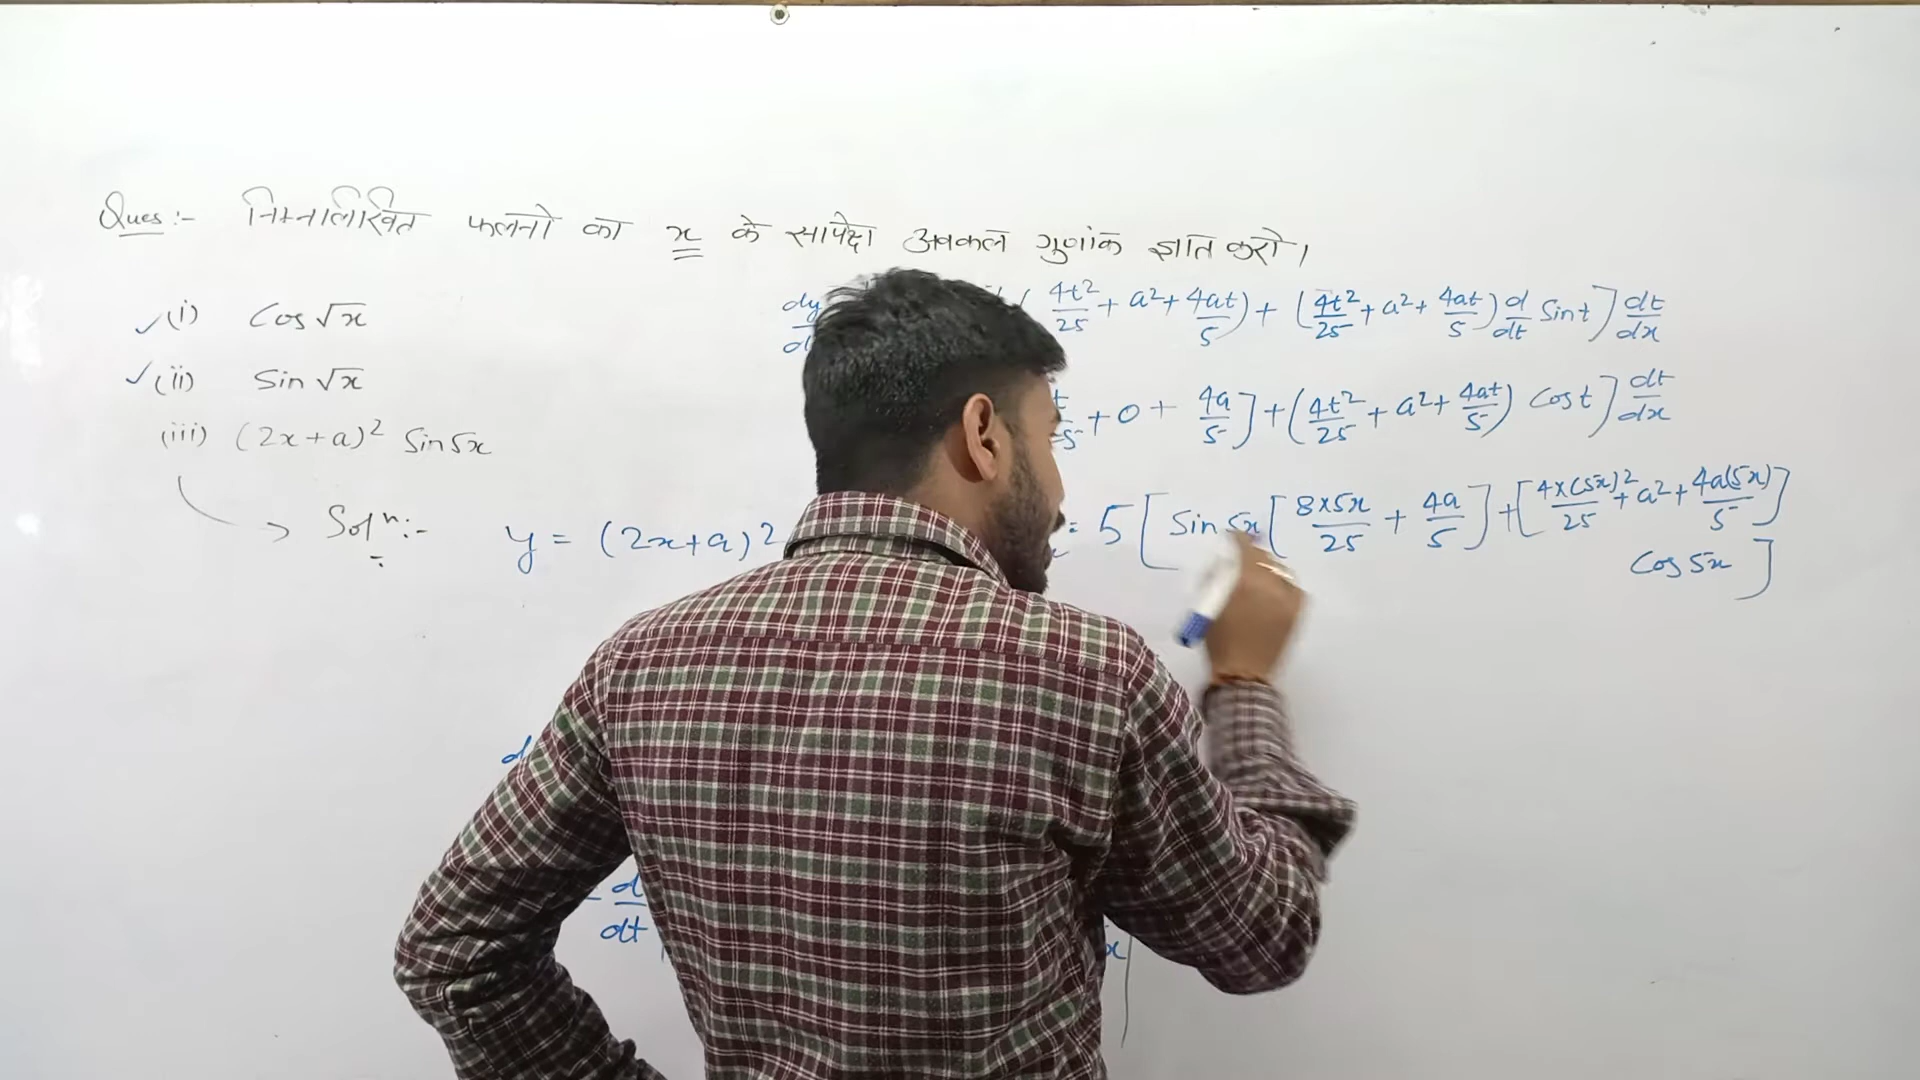 Ques :- निम्नलिखित फलनो का x के सापेक्ष अवकल गुणांक ज्ञात करो।
✓(i) Cos√x
✓(ii) Sin√x
(iii) (2x+a)² Sin5x
Solⁿ:- y = (2x+a)²
dy 4t²/25 + a² + 4at/5) + (4t²/25 + a² + 4at/5) d/dt Sint] dt/dx
+ 0 + 4a/5] + (4t²/25 + a² + 4at/5) Cost] dt/dx
= 5 [Sin 5x [8×5x/25 + 4a/5] + [4×(5x)²/25 + a² + 4a(5x)/5]
Cos 5x ]
d
d/dt
x